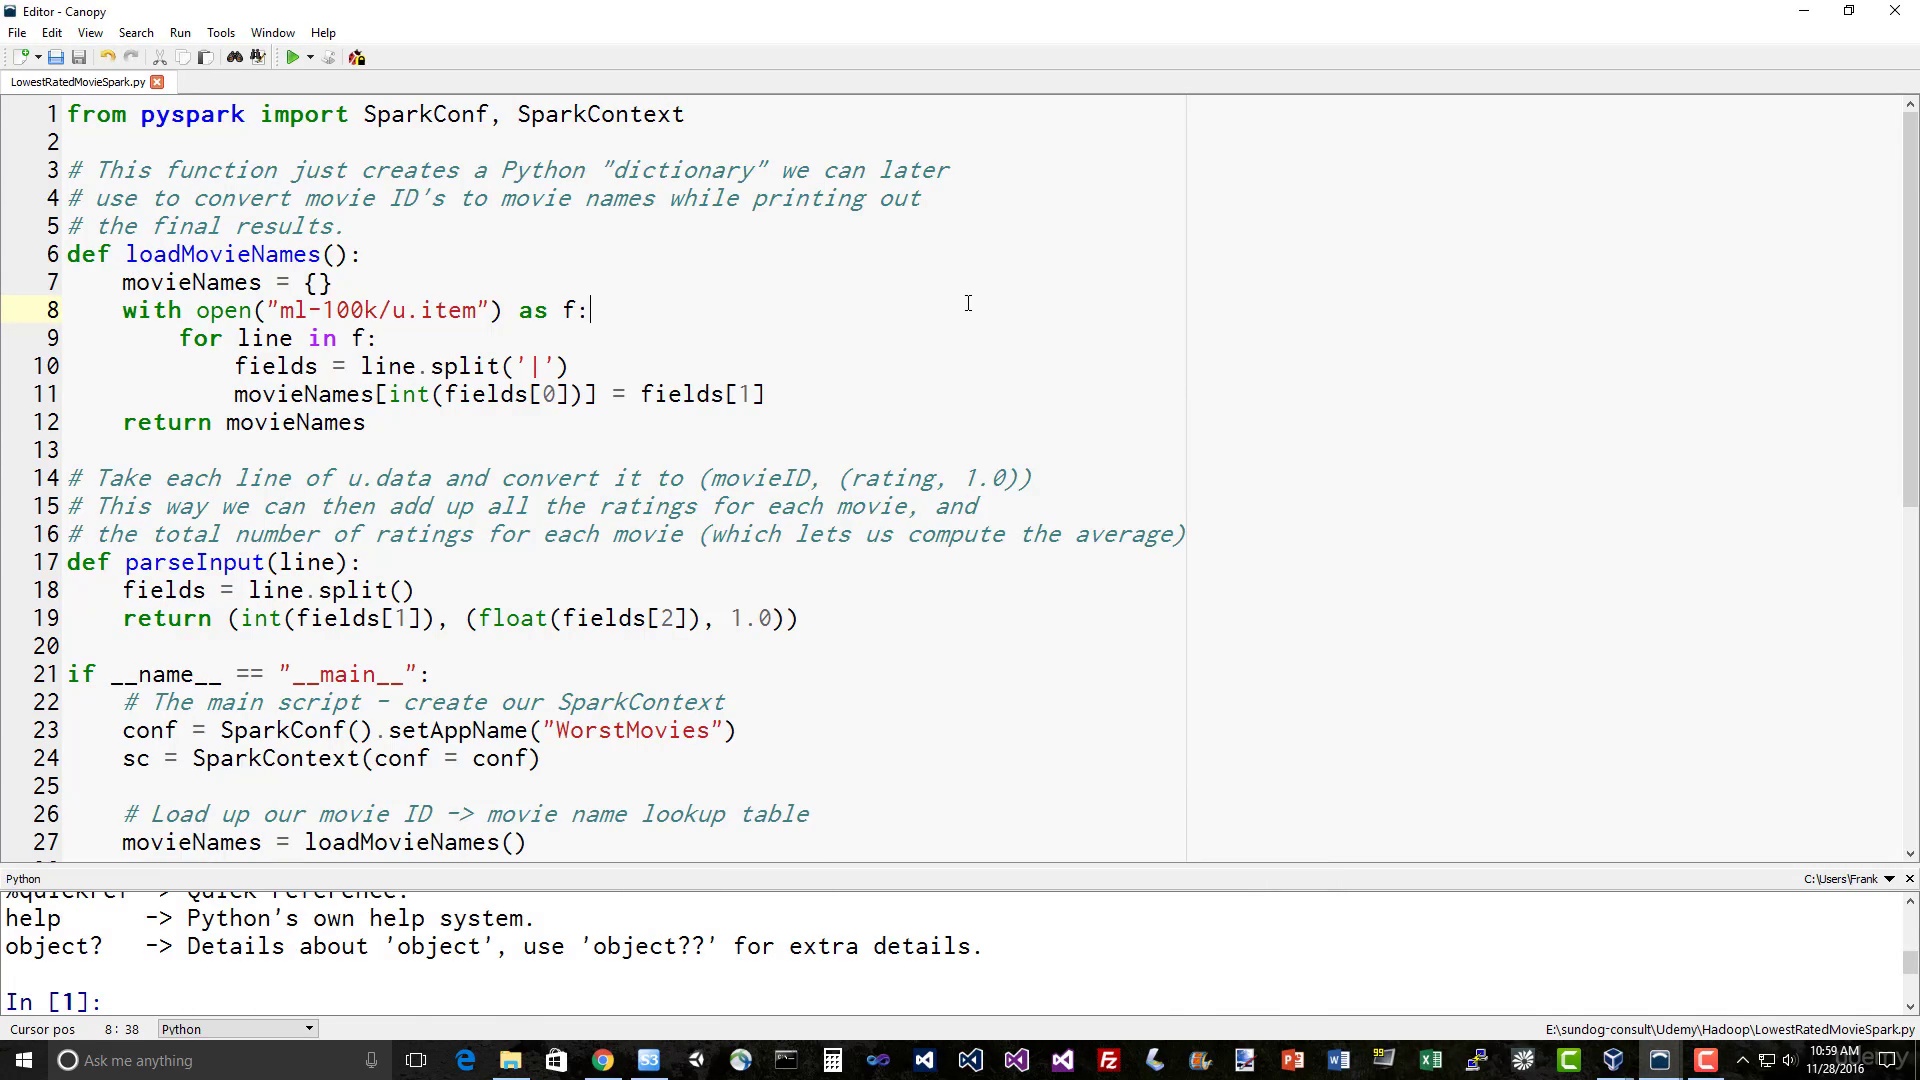 Editor - Canopy
File Edit View Search Run Tools Window Help
LowestRatedMovieSpark.py
1 from pyspark import SparkConf, SparkContext
2
3 # This function just creates a Python "dictionary" we can later
4 # use to convert movie ID's to movie names while printing out
5 # the final results.
6 def loadMovieNames():
7     movieNames = {}
8     with open("ml-100k/u.item") as f:
9         for line in f:
10             fields = line.split('|')
11             movieNames[int(fields[0])] = fields[1]
12     return movieNames
13
14 # Take each line of u.data and convert it to (movieID, (rating, 1.0))
15 # This way we can then add up all the ratings for each movie, and
16 # the total number of ratings for each movie (which lets us compute the average)
17 def parseInput(line):
18     fields = line.split()
19     return (int(fields[1]), (float(fields[2]), 1.0))
20
21 if __name__ == "__main__":
22     # The main script - create our SparkContext
23     conf = SparkConf().setAppName("WorstMovies")
24     sc = SparkContext(conf = conf)
25
26     # Load up our movie ID -> movie name lookup table
27     movieNames = loadMovieNames()
Python C:\Users\Frank
%quickref -> Quick reference.
help -> Python's own help system.
object? -> Details about 'object', use 'object??' for extra details.
In [1]:
Cursor pos 8: 38 Python E:\sundog-consult\Udemy\Hadoop\LowestRatedMovieSpark.py
Ask me anything
10:59 AM
11/28/2016